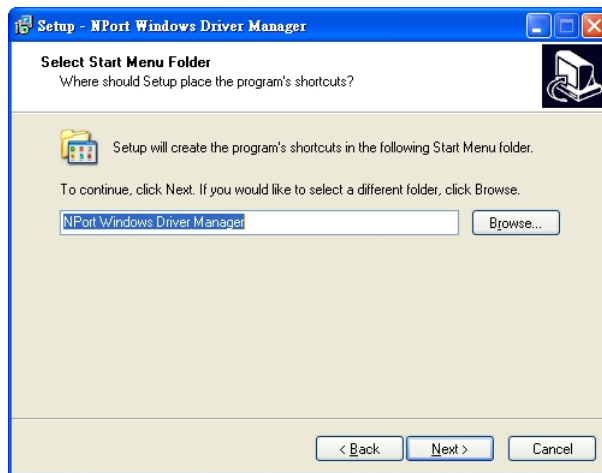 Setup - NPort Windows Driver Manager
Select Start Menu Folder
Where should Setup place the program's shortcuts?
Setup will create the program's shortcuts in the following Start Menu folder.
To continue, click Next. If you would like to select a different folder, click Browse.
NPort Windows Driver Manager
Browse...
< Back
Next >
Cancel